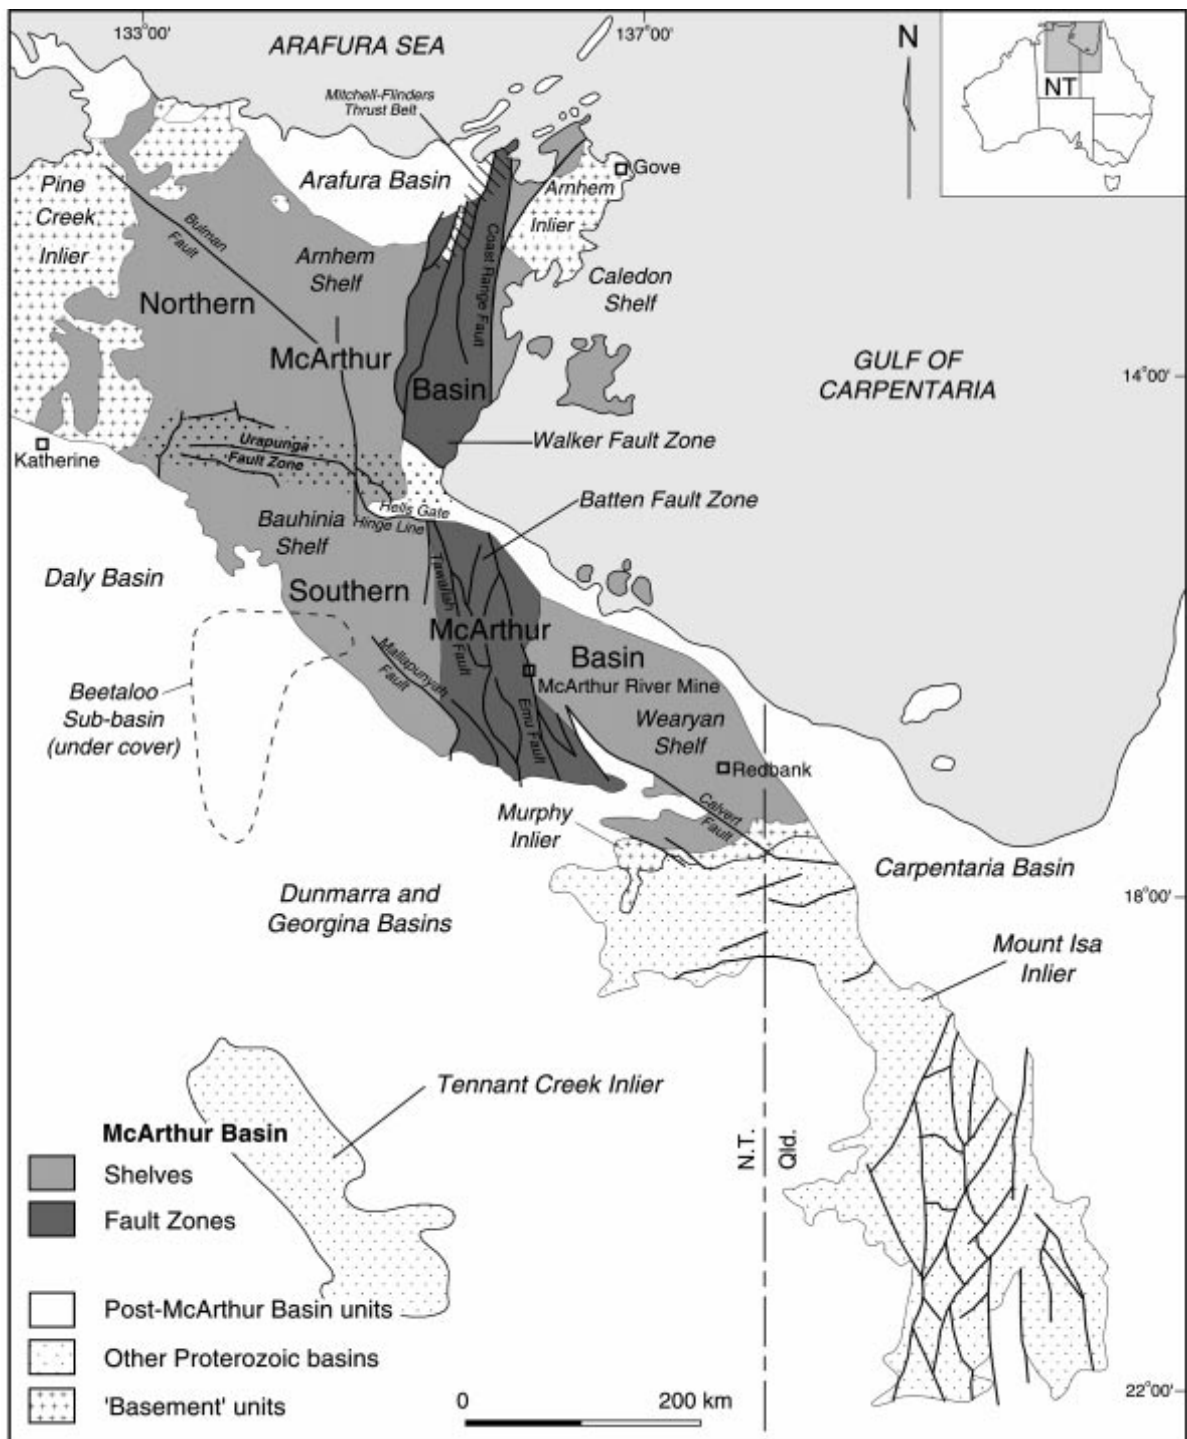 133°00'
137°00'
ARAFURA SEA
N
NT
Mitchell-Flinders
Thrust Belt
Arafura Basin
Gove
Pine
Creek
Inlier
Arnhem
Inlier
Bulman
Fault
Arnhem
Shelf
Coast Range Fault
Caledon
Shelf
Northern
McArthur
Basin
GULF OF
CARPENTARIA
14°00'
Walker Fault Zone
Urapunga
Fault Zone
Katherine
Batten Fault Zone
Hells Gate
Hinge Line
Bauhinia
Shelf
Daly Basin
Southern
Tawallah
Fault
McArthur
Basin
Mallapunyah
Fault
McArthur River Mine
Beetaloo
Sub-basin
(under cover)
Emu Fault
Wearyan
Shelf
Redbank
Calvert
Fault
Murphy
Inlier
Carpentaria Basin
Dunmarra and
Georgina Basins
18°00'
Mount Isa
Inlier
Tennant Creek Inlier
N.T.
Qld.
McArthur Basin
Shelves
Fault Zones
Post-McArthur Basin units
Other Proterozoic basins
'Basement' units
0
200 km
22°00'